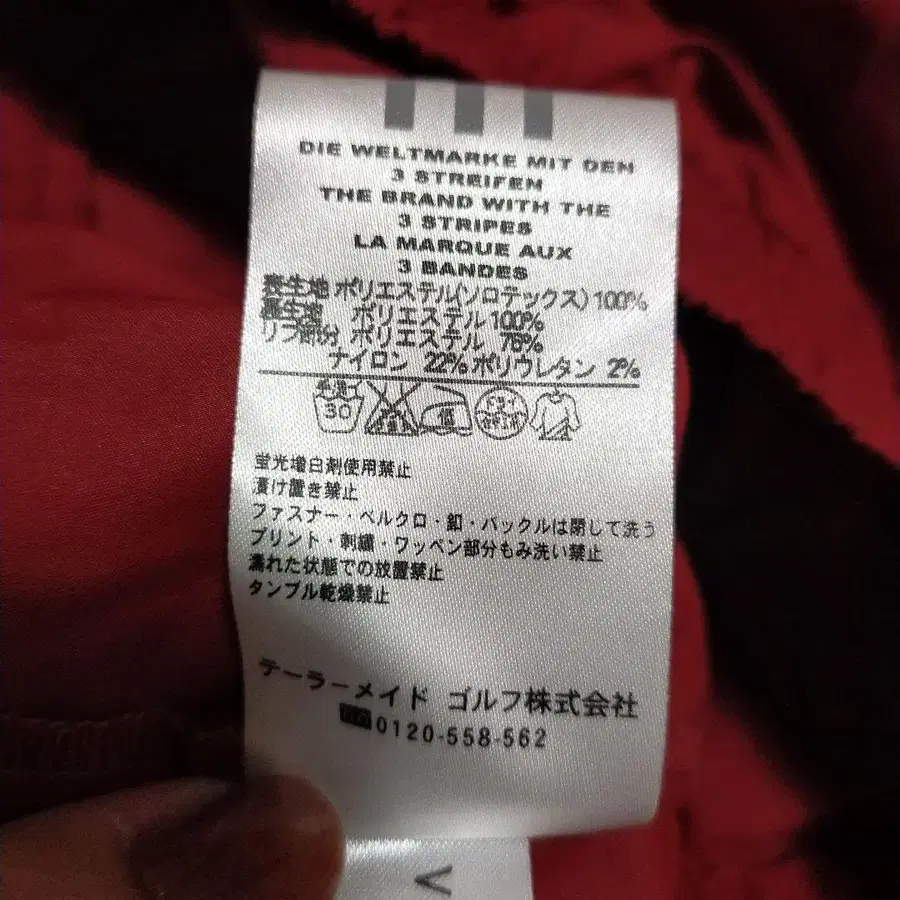 DIE WELTMARKE MIT DEN
3 STREIFEN
THE BRAND WITH THE
3 STRIPES
LA MARQUE AUX
3 BANDES
表生地 ポリエステル(ソロテックス)100%
裏生地 ポリエステル100%
リブ部分 ポリエステル 76%
ナイロン 22% ポリウレタン 2%
手洗イ 30 中性
蛍光増白剤使用禁止
漬け置き禁止
ファスナー・ベルクロ・釦・バックルは閉して洗う
プリント・刺繍・ワッペン部分もみ洗い禁止
濡れた状態での放置禁止
タンブル乾燥禁止
テーラーメイド ゴルフ株式会社
0120-558-562
V